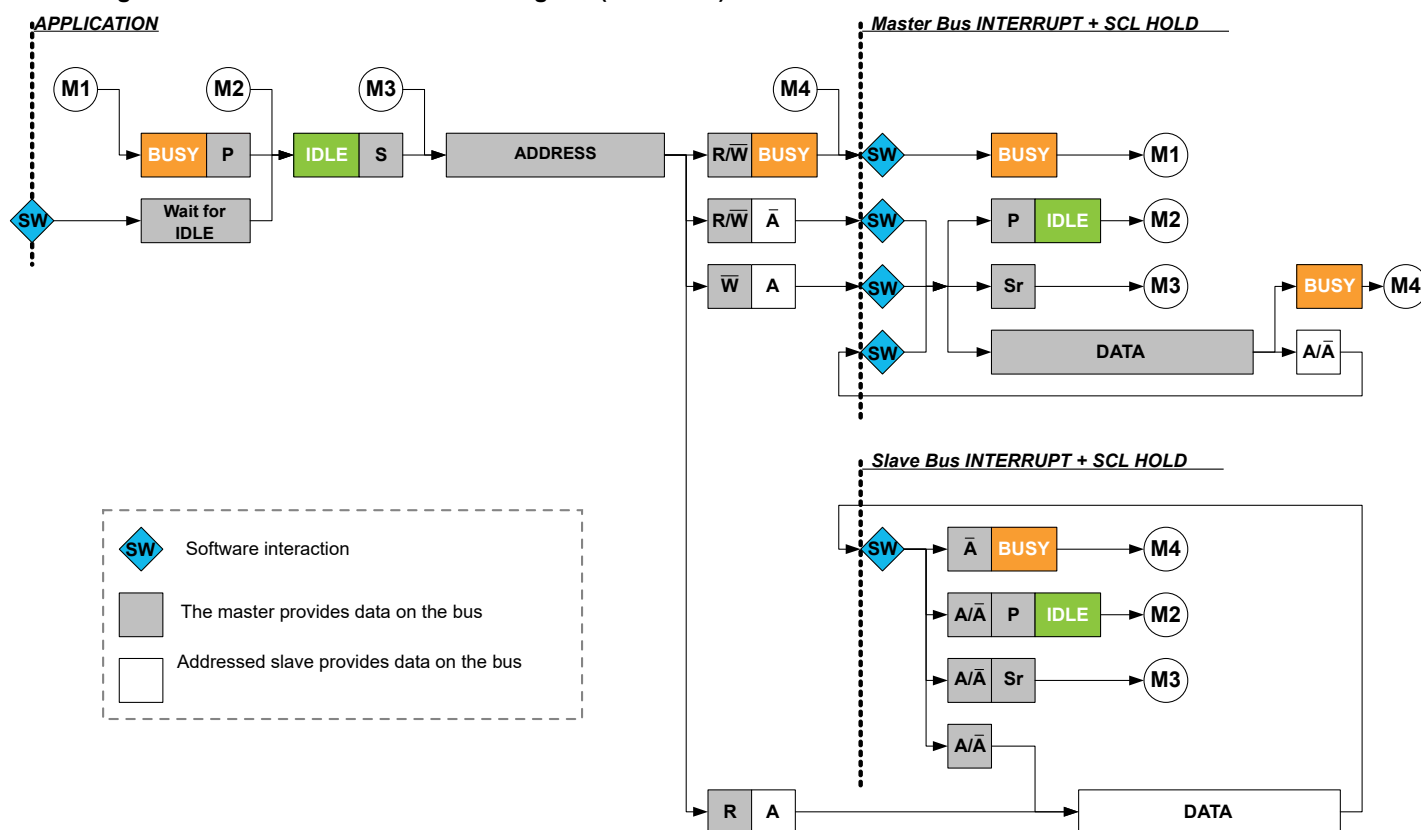 APPLICATION
Master Bus INTERRUPT + SCL HOLD
M1
M2
M3
M4
BUSY P
IDLE S
ADDRESS
R/W̅ BUSY
SW
BUSY
M1
SW
Wait for
IDLE
R/W̅ A̅
SW
P IDLE
M2
W̅ A
SW
Sr
M3
BUSY
M4
SW
DATA
A/A̅
Slave Bus INTERRUPT + SCL HOLD
SW
A̅ BUSY
M4
A/A̅ P IDLE
M2
A/A̅ Sr
M3
A/A̅
R A
DATA
SW
Software interaction
The master provides data on the bus
Addressed slave provides data on the bus